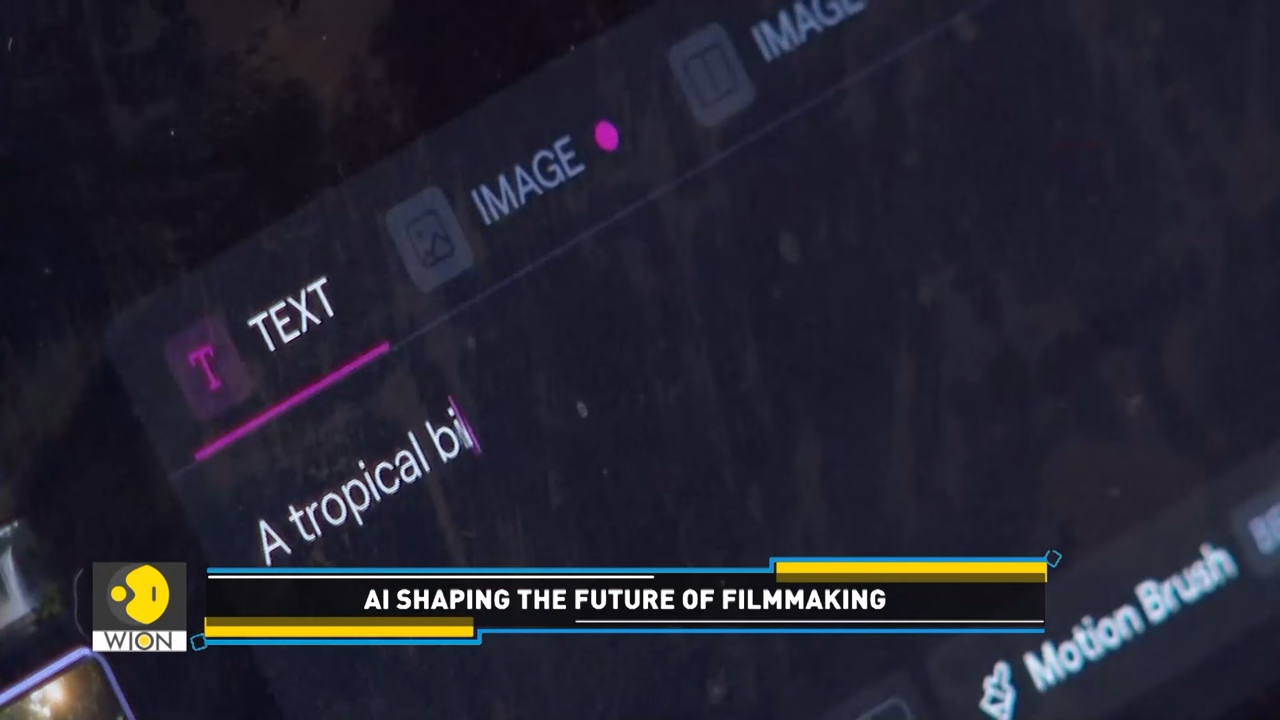 IMAGE
IMAGE
T TEXT
A tropical bi
Motion Brush
AI SHAPING THE FUTURE OF FILMMAKING
WION